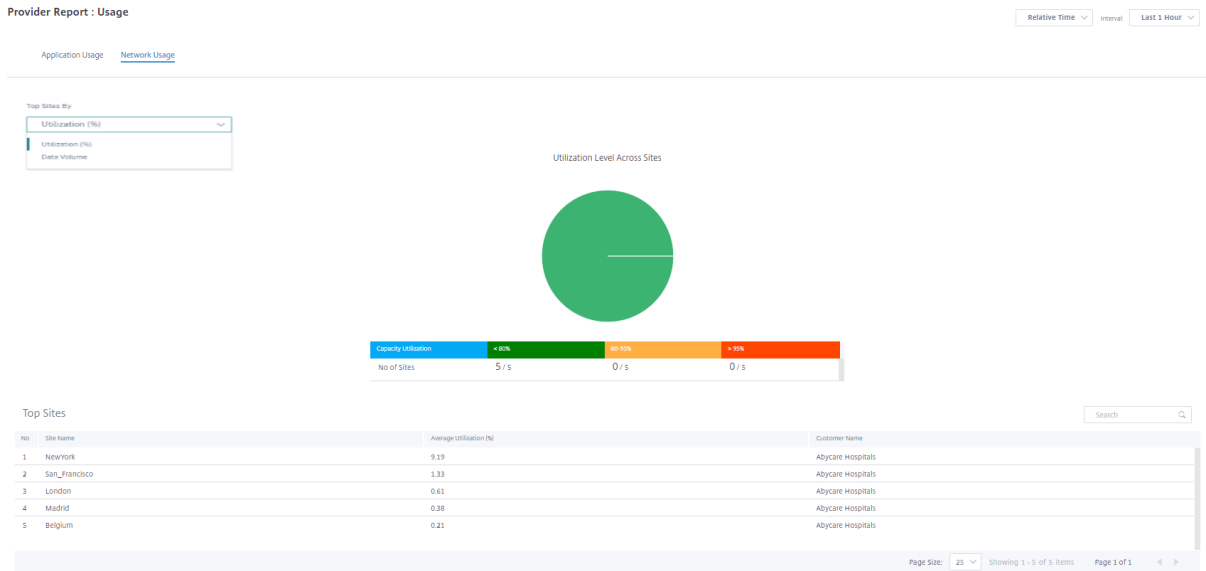 Provider Report : Usage
Relative Time
Interval:
Last 1 Hour
Application Usage
Network Usage
Top Sites By
Utilization (%)
Utilization (%)
Data Volume
Utilization Level Across Sites
Capacity Utilization < 80% 80-95% > 95%
No of Sites 5 / 5 0 / 5 0 / 5
Top Sites
Search
No Site Name Average Utilization (%) Customer Name
1 NewYork 9.19 Abycare Hospitals
2 San_Francisco 1.33 Abycare Hospitals
3 London 0.61 Abycare Hospitals
4 Madrid 0.38 Abycare Hospitals
5 Belgium 0.21 Abycare Hospitals
Page Size: 25 Showing 1 - 5 of 5 items Page 1 of 1